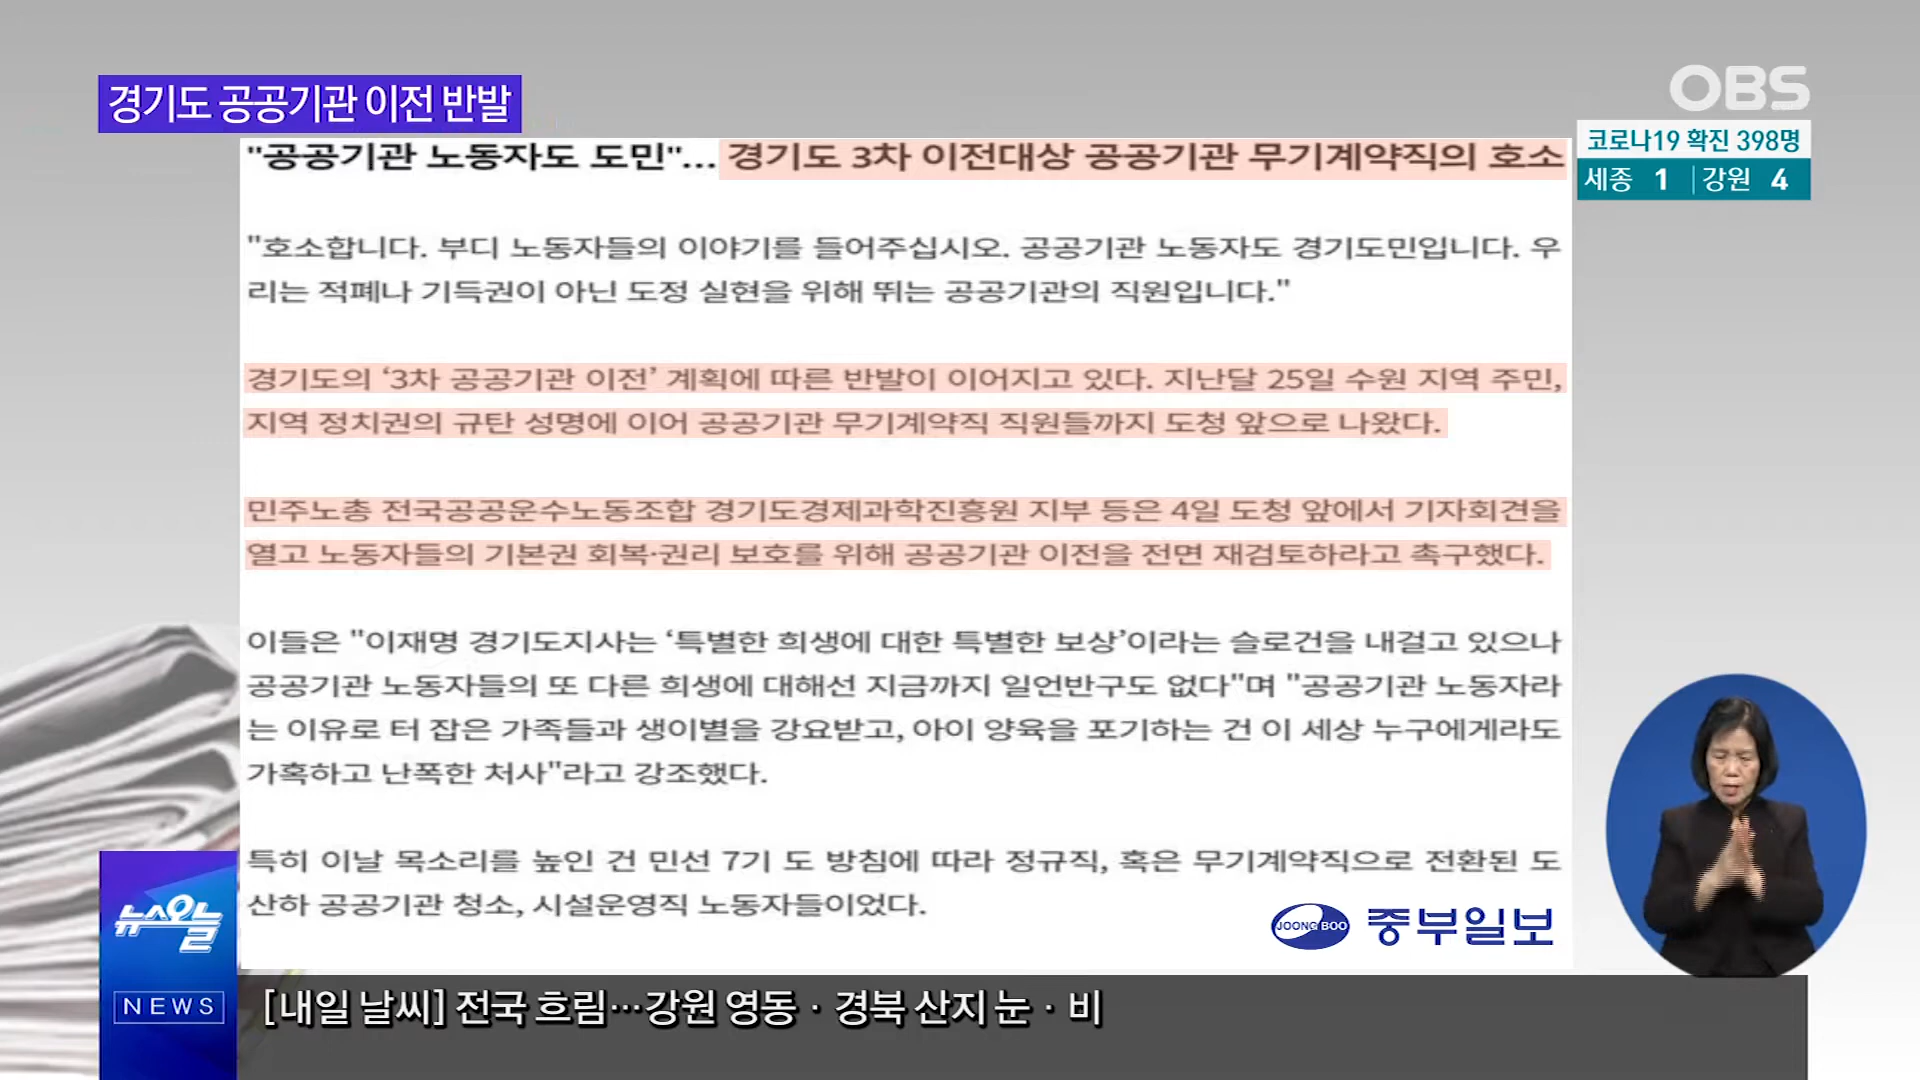 경기도 공공기관 이전 반발
OBS
코로나19 확진 398명
세종 1 | 강원 4
"공공기관 노동자도 도민"... 경기도 3차 이전대상 공공기관 무기계약직의 호소
"호소합니다. 부디 노동자들의 이야기를 들어주십시오. 공공기관 노동자도 경기도민입니다. 우
리는 적폐나 기득권이 아닌 도정 실현을 위해 뛰는 공공기관의 직원입니다."
경기도의 ‘3차 공공기관 이전’ 계획에 따른 반발이 이어지고 있다. 지난달 25일 수원 지역 주민,
지역 정치권의 규탄 성명에 이어 공공기관 무기계약직 직원들까지 도청 앞으로 나왔다.
민주노총 전국공공운수노동조합 경기도경제과학진흥원 지부 등은 4일 도청 앞에서 기자회견을
열고 노동자들의 기본권 회복·권리 보호를 위해 공공기관 이전을 전면 재검토하라고 촉구했다.
이들은 "이재명 경기도지사는 ‘특별한 희생에 대한 특별한 보상’이라는 슬로건을 내걸고 있으나
공공기관 노동자들의 또 다른 희생에 대해선 지금까지 일언반구도 없다"며 "공공기관 노동자라
는 이유로 터 잡은 가족들과 생이별을 강요받고, 아이 양육을 포기하는 건 이 세상 누구에게라도
가혹하고 난폭한 처사"라고 강조했다.
특히 이날 목소리를 높인 건 민선 7기 도 방침에 따라 정규직, 혹은 무기계약직으로 전환된 도
산하 공공기관 청소, 시설운영직 노동자들이었다.
JOONG BOO 중부일보
뉴스오늘
NEWS
[내일 날씨] 전국 흐림…강원 영동 · 경북 산지 눈 · 비